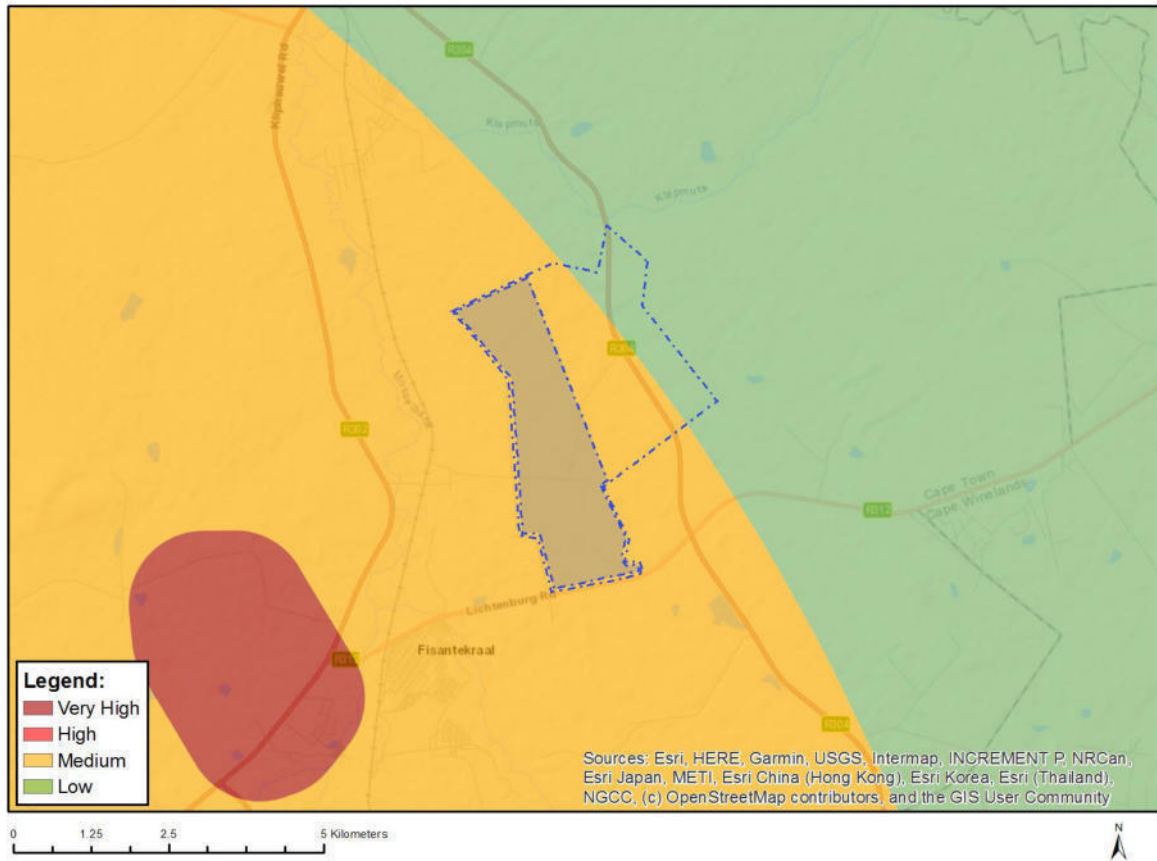 R304
Klipheuwel Rd
Klapmuts
Klapmuts
R304
Mosselbank
R302
R312
Cape Town
Cape Winelands
Lichtenburg Rd
Fisantekraal
R312
R304
Legend:
Very High
High
Medium
Low
Sources: Esri, HERE, Garmin, USGS, Intermap, INCREMENT P, NRCan,
Esri Japan, METI, Esri China (Hong Kong), Esri Korea, Esri (Thailand),
NGCC, (c) OpenStreetMap contributors, and the GIS User Community
0 1.25 2.5 5 Kilometers
N